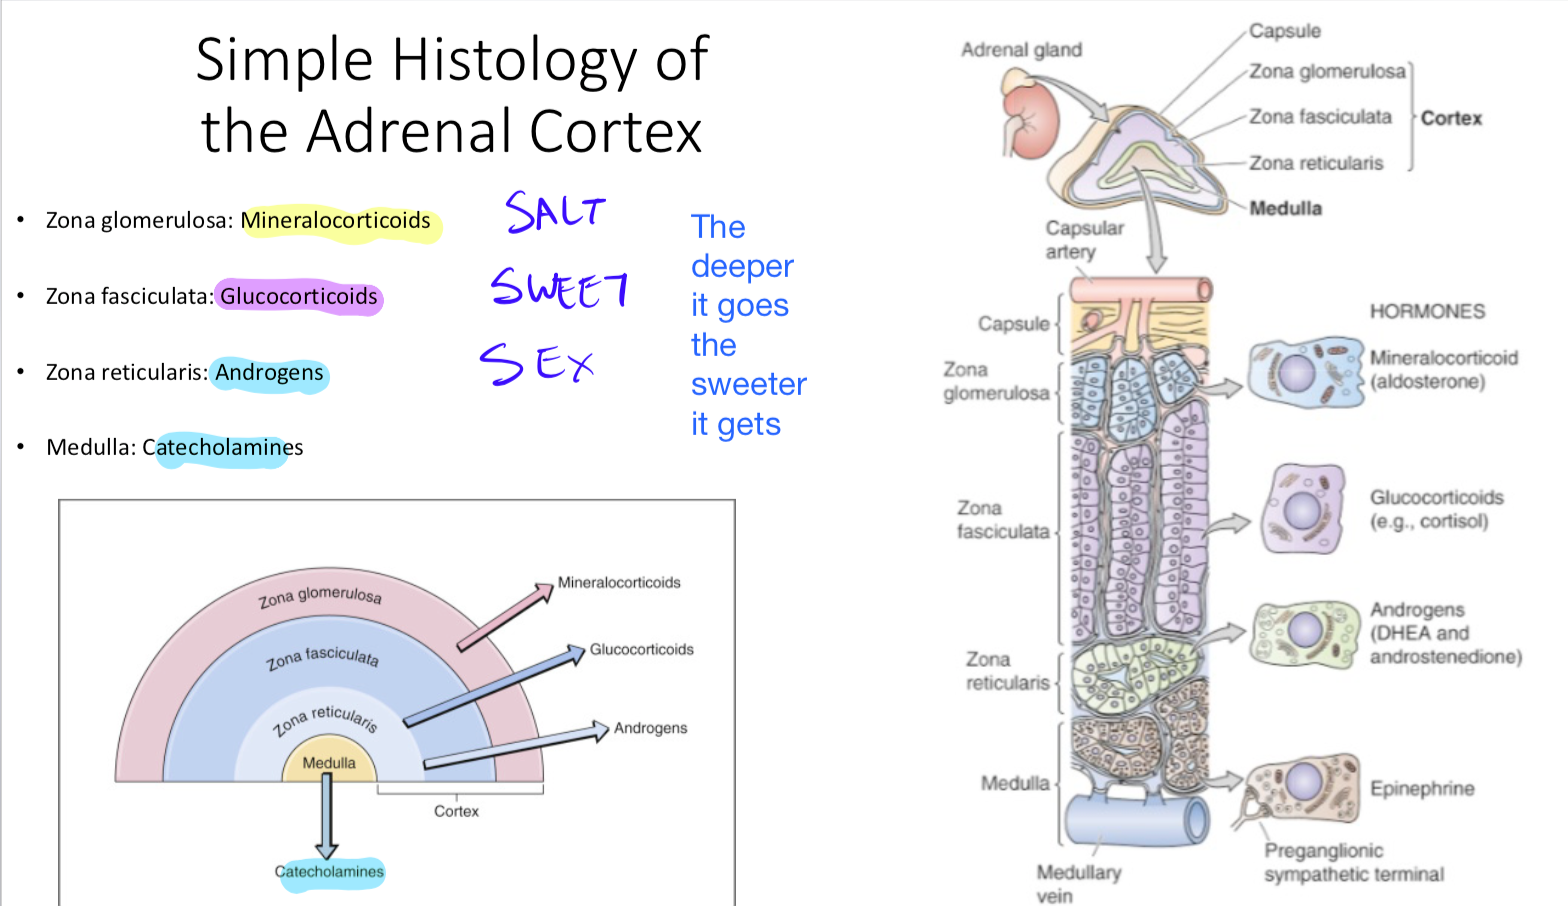 Simple Histology of
the Adrenal Cortex
• Zona glomerulosa: Mineralocorticoids
SALT
• Zona fasciculata: Glucocorticoids
SWEET
• Zona reticularis: Androgens
SEX
• Medulla: Catecholamines
The
deeper
it goes
the
sweeter
it gets
Zona glomerulosa
Zona fasciculata
Zona reticularis
Medulla
Mineralocorticoids
Glucocorticoids
Androgens
Cortex
Catecholamines
Adrenal gland
Capsule
Zona glomerulosa
Zona fasciculata
Cortex
Zona reticularis
Medulla
Capsular
artery
Capsule
Zona
glomerulosa
Zona
fasciculata
Zona
reticularis
Medulla
Medullary
vein
HORMONES
Mineralocorticoid
(aldosterone)
Glucocorticoids
(e.g., cortisol)
Androgens
(DHEA and
androstenedione)
Epinephrine
Preganglionic
sympathetic terminal